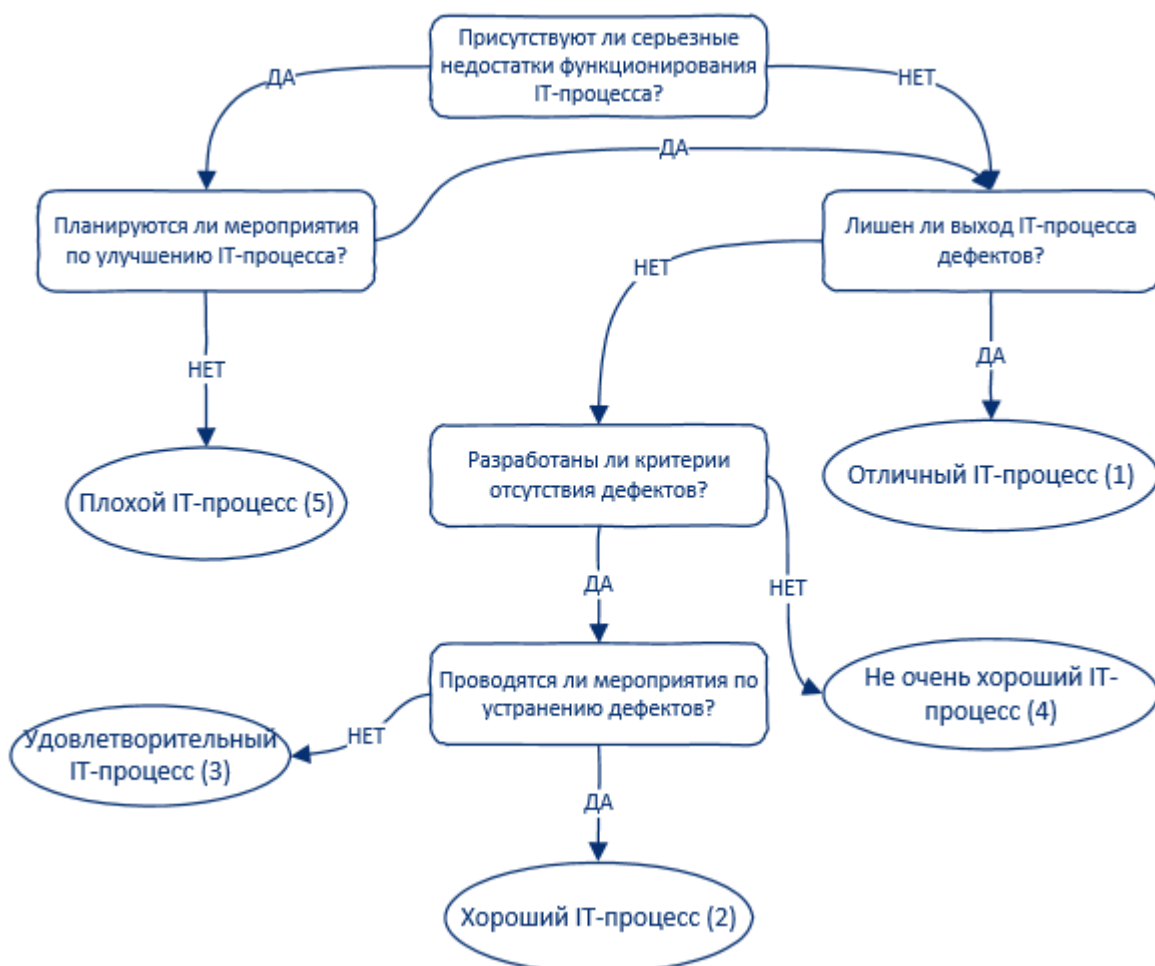 Присутствуют ли серьезные
недостатки функционирования
IT-процесса?
ДА
НЕТ
ДА
Планируются ли мероприятия
по улучшению IT-процесса?
Лишен ли выход IT-процесса
дефектов?
НЕТ
НЕТ
ДА
Плохой IT-процесс (5)
Разработаны ли критерии
отсутствия дефектов?
Отличный IT-процесс (1)
ДА
НЕТ
Проводятся ли мероприятия по
устранению дефектов?
Не очень хороший IT-
процесс (4)
НЕТ
Удовлетворительный
IT-процесс (3)
ДА
Хороший IT-процесс (2)